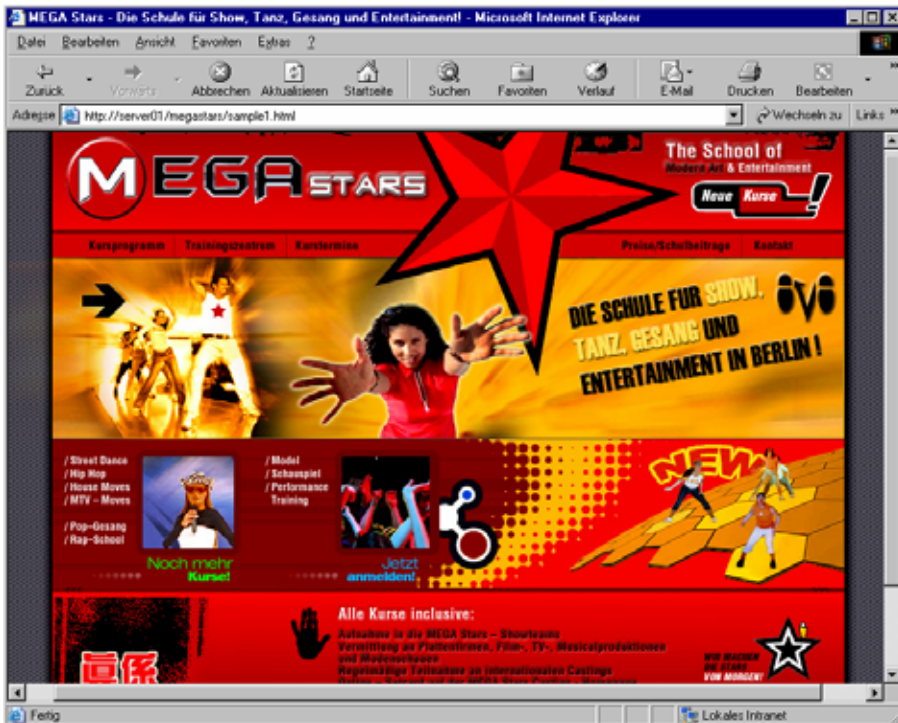 MEGA Stars - Die Schule für Show, Tanz, Gesang und Entertainment! - Microsoft Internet Explorer
Datei Bearbeiten Ansicht Favoriten Extras ?
Zurück Vorwärts Abbrechen Aktualisieren Startseite Suchen Favoriten Verlauf E-Mail Drucken Bearbeiten
Adresse http://server01/megastars/sample1.html Wechseln zu Links
MEGA STARS
The School of
Modern Art & Entertainment
Neue Kurse
Kursprogramm Trainingszentrum Kurstermine Preise/Schulbeitrage Kontakt
DIE SCHULE FUR SHOW,
TANZ, GESANG UND
ENTERTAINMENT IN BERLIN !
/ Street Dance
/ Hip Hop
/ House Moves
/ MTV - Moves
/ Pop-Gesang
/ Rap-School
Noch mehr
Kurse!
/ Model
/ Schauspiel
/ Performance
Training
Jetzt
anmelden!
NEW
Alle Kurse inclusive:
Aufnahme in die MEGA Stars - Showteams
Vermittlung an Plattenfirmen, Film-, TV-, Musicalproduktionen
und Modenschauen
Regelmäßige Teilnahme an internationalen Castings
WIR MACHEN
DIE STARS
VON MORGEN!
Fertig Lokales Intranet